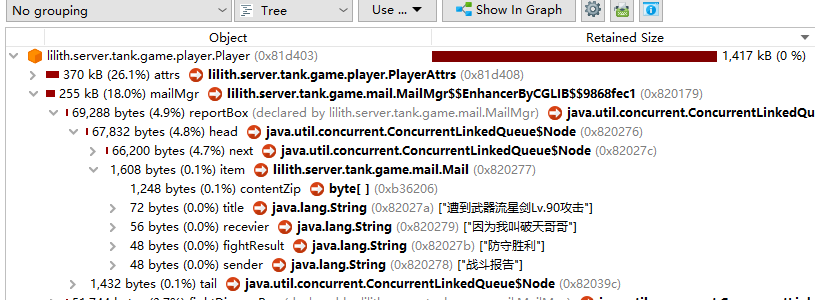 No grouping Tree Use ... Show In Graph
Object Retained Size
lilith.server.tank.game.player.Player (0x81d403) 1,417 kB (0 %)
370 kB (26.1%) attrs lilith.server.tank.game.player.PlayerAttrs (0x81d408)
255 kB (18.0%) mailMgr lilith.server.tank.game.mail.MailMgr$$EnhancerByCGLIB$$9868fec1 (0x820179)
69,288 bytes (4.9%) reportBox (declared by lilith.server.tank.game.mail.MailMgr) java.util.concurrent.ConcurrentLinkedQu
67,832 bytes (4.8%) head java.util.concurrent.ConcurrentLinkedQueue$Node (0x820276)
66,200 bytes (4.7%) next java.util.concurrent.ConcurrentLinkedQueue$Node (0x82027c)
1,608 bytes (0.1%) item lilith.server.tank.game.mail.Mail (0x820277)
1,248 bytes (0.1%) contentZip byte[ ] (0xb36206)
72 bytes (0.0%) title java.lang.String (0x82027a) ["遭到武器流星剑Lv.90攻击"]
56 bytes (0.0%) recevier java.lang.String (0x820279) ["因为我叫破天哥哥"]
48 bytes (0.0%) fightResult java.lang.String (0x82027b) ["防守胜利"]
48 bytes (0.0%) sender java.lang.String (0x820278) ["战斗报告"]
1,432 bytes (0.1%) tail java.util.concurrent.ConcurrentLinkedQueue$Node (0x82039c)